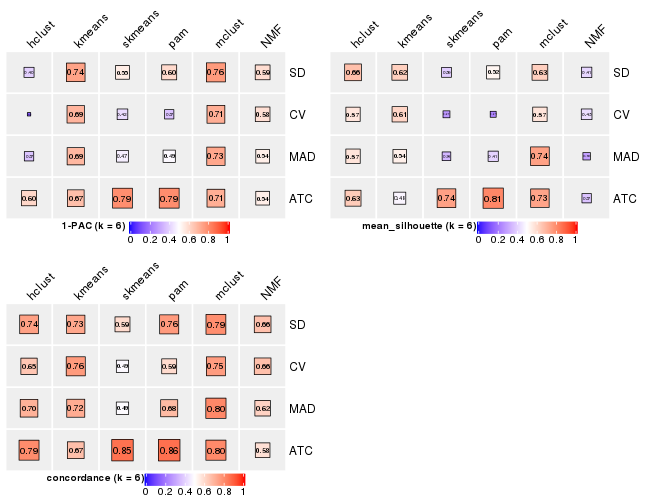 hclust kmeans skmeans pam mclust NMF
0.74 0.55 0.60 0.76 0.59 SD
0.69 0.71 0.58 CV
0.69 0.47 0.49 0.73 0.54 MAD
0.60 0.67 0.79 0.79 0.71 0.54 ATC
1-PAC (k = 6)
0 0.2 0.4 0.6 0.8 1
hclust kmeans skmeans pam mclust NMF
0.66 0.62 0.52 0.63 0.41 SD
0.57 0.61 0.57 CV
0.57 0.54 0.41 0.74 MAD
0.63 0.48 0.74 0.81 0.73 ATC
mean_silhouette (k = 6)
0 0.2 0.4 0.6 0.8 1
hclust kmeans skmeans pam mclust NMF
0.74 0.73 0.59 0.76 0.79 0.66 SD
0.65 0.76 0.49 0.59 0.75 0.66 CV
0.70 0.72 0.49 0.68 0.80 0.62 MAD
0.79 0.67 0.85 0.86 0.80 0.58 ATC
concordance (k = 6)
0 0.2 0.4 0.6 0.8 1